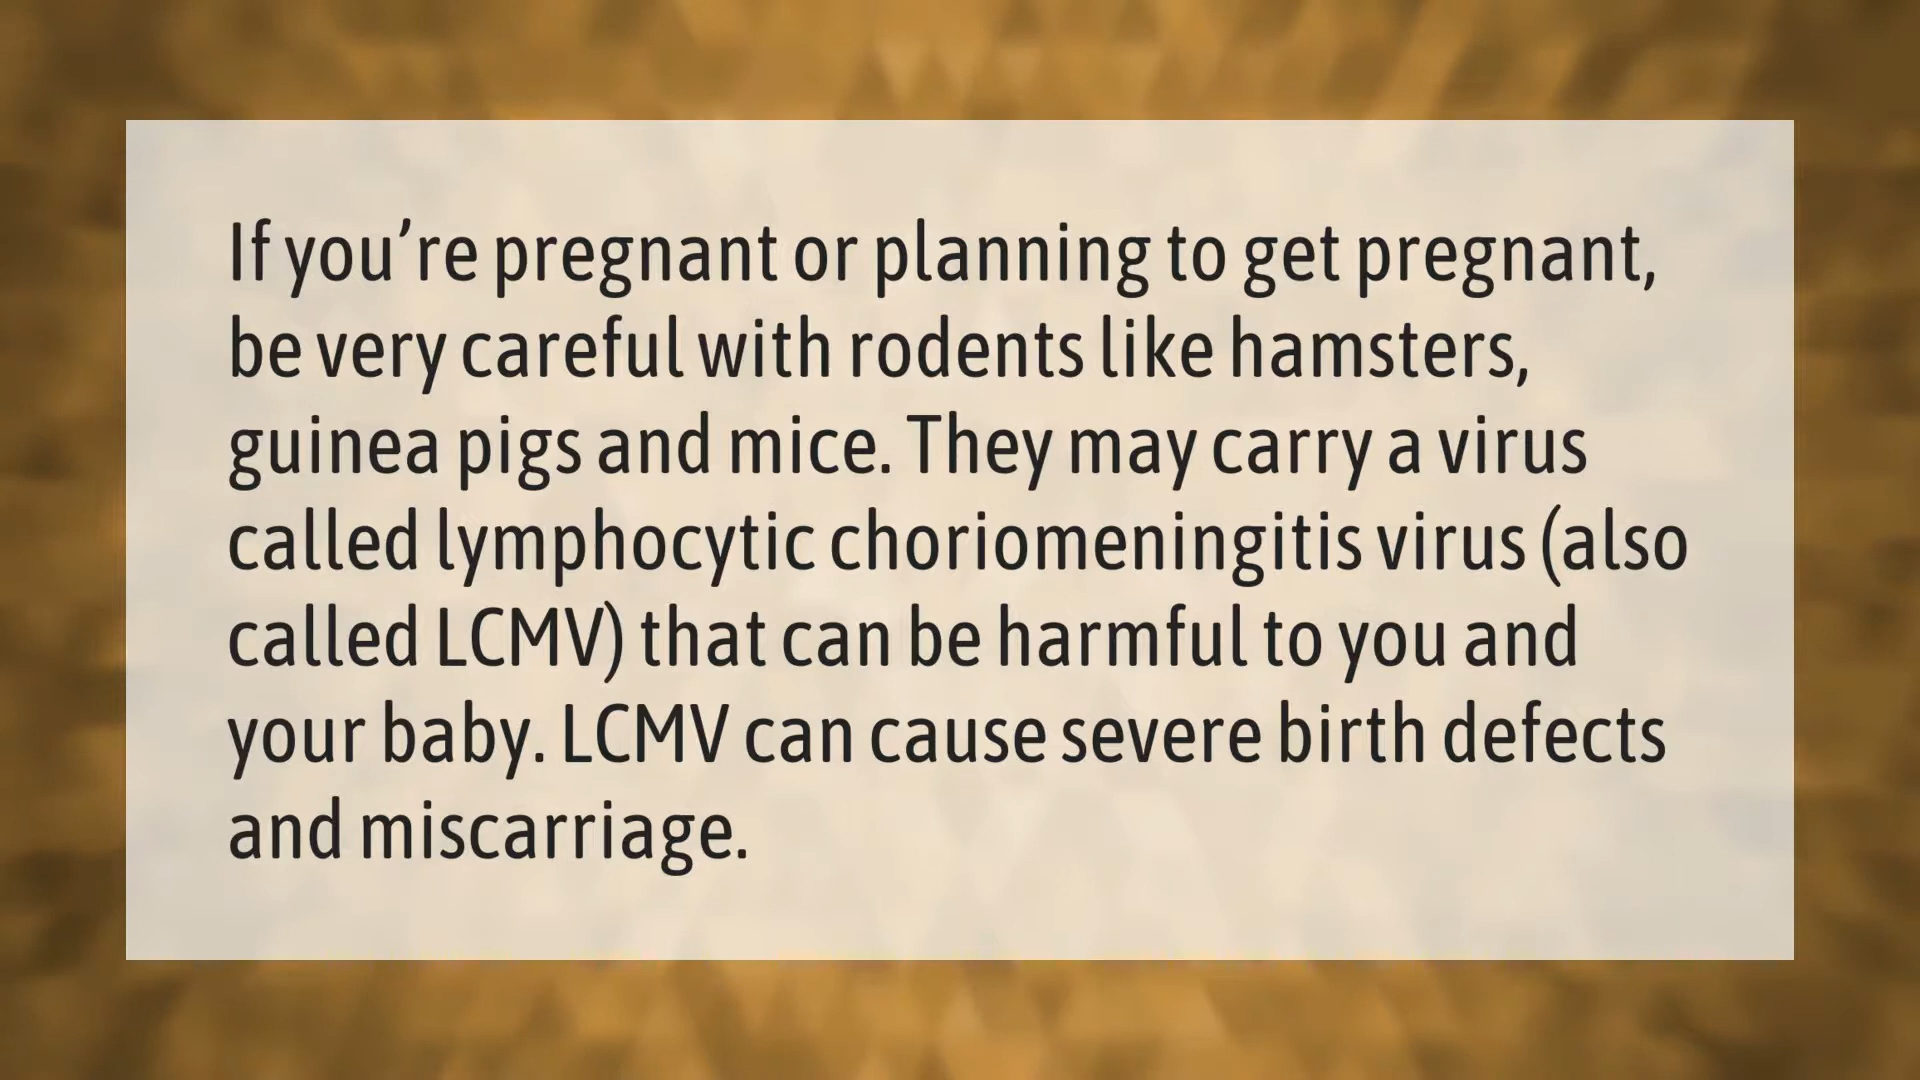 If you’re pregnant or planning to get pregnant,
be very careful with rodents like hamsters,
guinea pigs and mice. They may carry a virus
called lymphocytic choriomeningitis virus (also
called LCMV) that can be harmful to you and
your baby. LCMV can cause severe birth defects
and miscarriage.